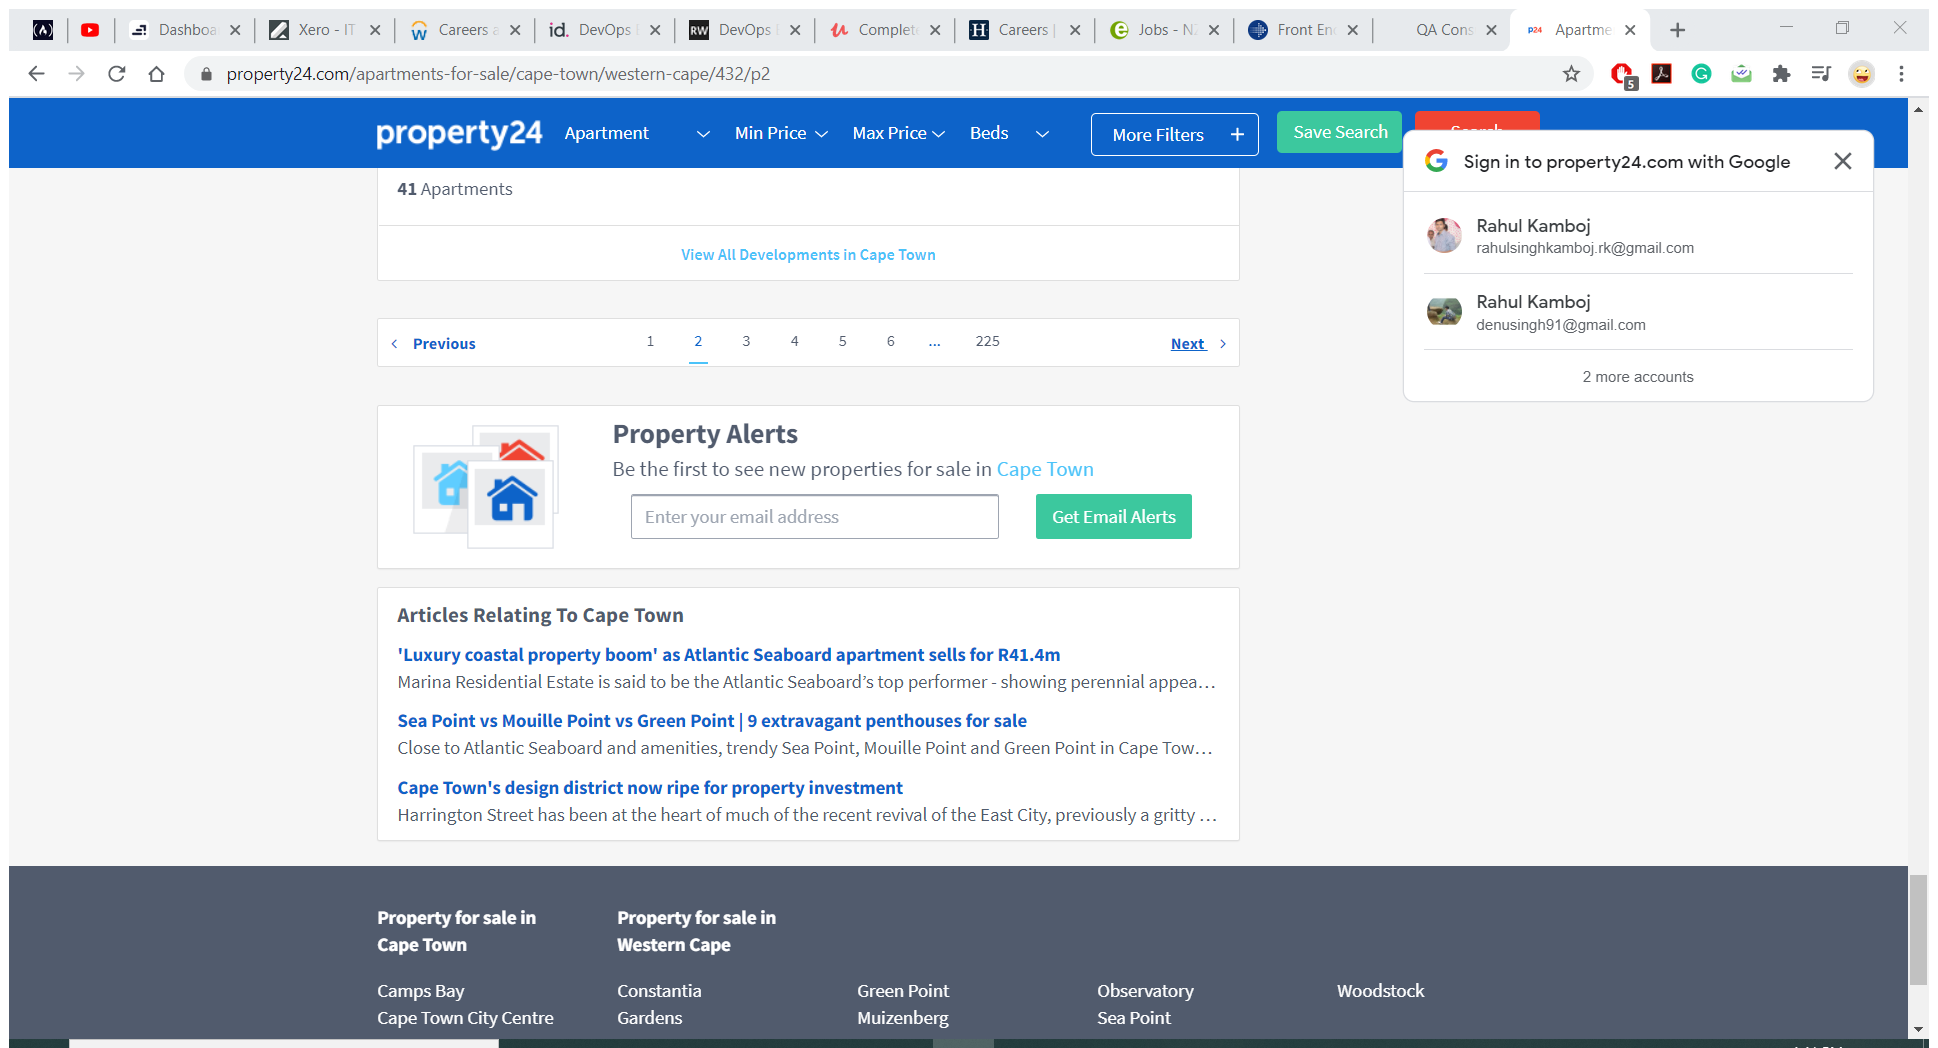 Dashboa
Xero - IT
Careers a
id. DevOps
RW DevOps
Complete
H Careers |
Jobs - NZ
Front En
QA Cons
P24 Apartme
property24.com/apartments-for-sale/cape-town/western-cape/432/p2
5
property24 Apartment Min Price Max Price Beds More Filters + Save Search Search
Sign in to property24.com with Google
Rahul Kamboj
rahulsinghkamboj.rk@gmail.com
Rahul Kamboj
denusingh91@gmail.com
2 more accounts
41 Apartments
View All Developments in Cape Town
Previous 1 2 3 4 5 6 ... 225 Next
Property Alerts
Be the first to see new properties for sale in Cape Town
Enter your email address Get Email Alerts
Articles Relating To Cape Town
'Luxury coastal property boom' as Atlantic Seaboard apartment sells for R41.4m
Marina Residential Estate is said to be the Atlantic Seaboard’s top performer - showing perennial appea…
Sea Point vs Mouille Point vs Green Point | 9 extravagant penthouses for sale
Close to Atlantic Seaboard and amenities, trendy Sea Point, Mouille Point and Green Point in Cape Tow…
Cape Town's design district now ripe for property investment
Harrington Street has been at the heart of much of the recent revival of the East City, previously a gritty …
Property for sale in
Cape Town
Property for sale in
Western Cape
Camps Bay Constantia Green Point Observatory Woodstock
Cape Town City Centre Gardens Muizenberg Sea Point